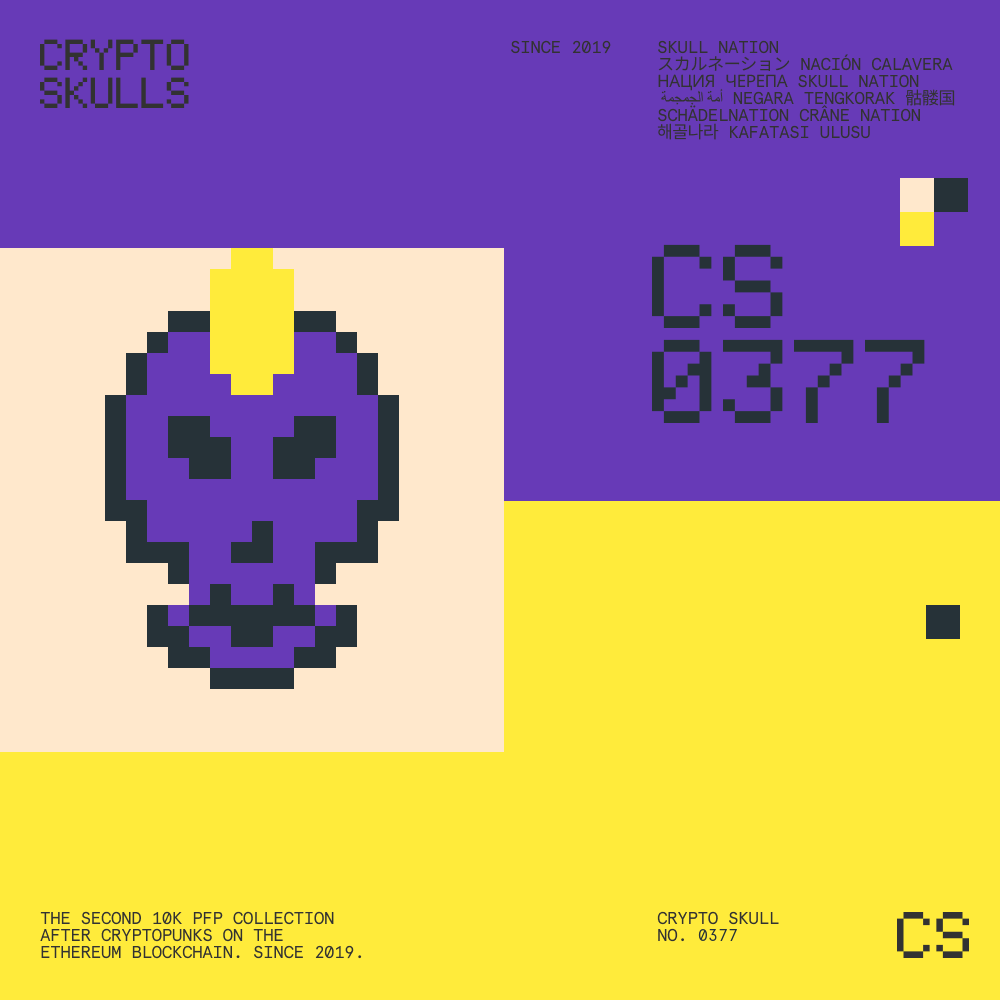 CRYPTO
SKULLS
SINCE 2019
SKULL NATION
スカルネーション NACIÓN CALAVERA
НАЦИЯ ЧЕРЕПА SKULL NATION
أمة الجمجمة NEGARA TENGKORAK 骷髅国
SCHÄDELNATION CRÂNE NATION
해골나라 KAFATASI ULUSU
CS
0377
THE SECOND 10K PFP COLLECTION
AFTER CRYPTOPUNKS ON THE
ETHEREUM BLOCKCHAIN. SINCE 2019.
CRYPTO SKULL
NO. 0377
CS